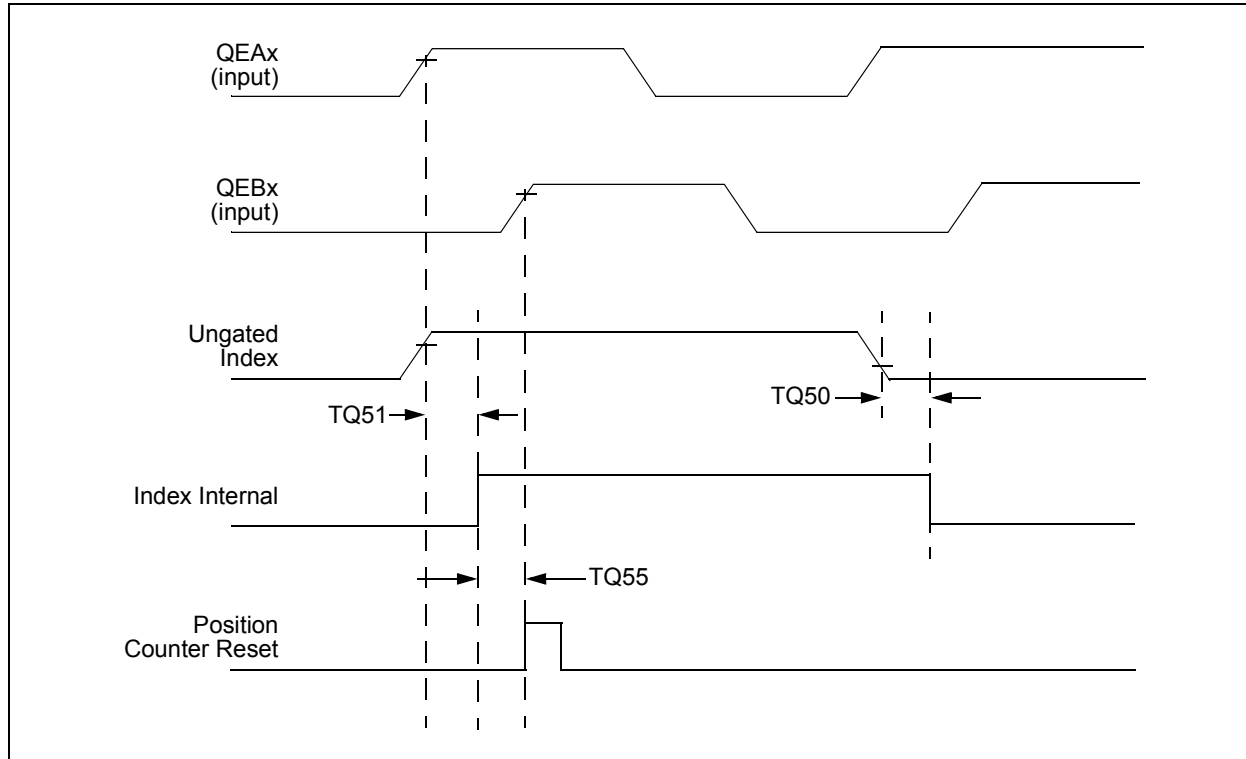 QEAx
(input)
QEBx
(input)
Ungated
Index
TQ50
TQ51
Index Internal
TQ55
Position
Counter Reset